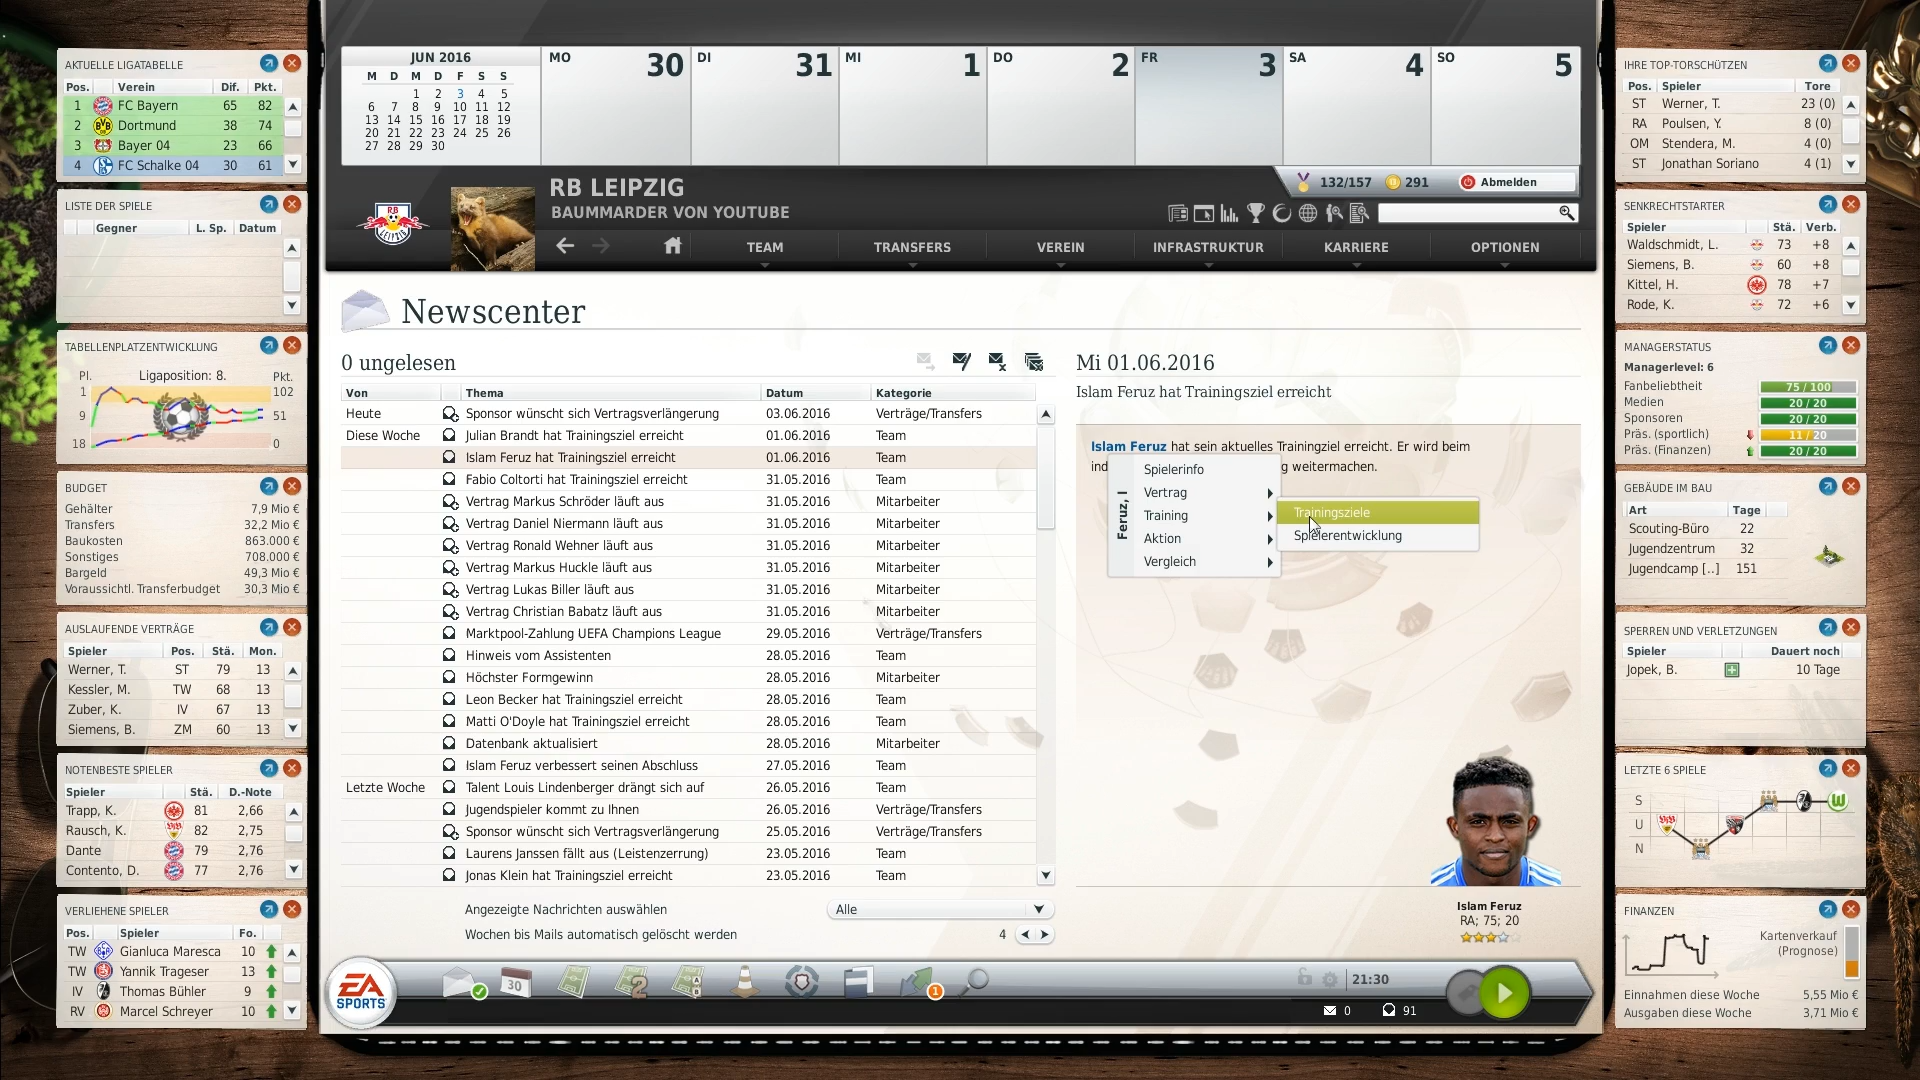 AKTUELLE LIGATABELLE
Pos. Verein Dif. Pkt.
1 FC Bayern 65 82
2 Dortmund 38 74
3 Bayer 04 23 66
4 FC Schalke 04 30 61
LISTE DER SPIELE
Gegner L. Sp. Datum
TABELLENPLATZENTWICKLUNG
Pl. Ligaposition: 8. Pkt.
1 102
9 51
18 0
BUDGET
Gehälter 7,9 Mio €
Transfers 32,2 Mio €
Baukosten 863.000 €
Sonstiges 708.000 €
Bargeld 49,3 Mio €
Voraussichtl. Transferbudget 30,3 Mio €
AUSLAUFENDE VERTRÄGE
Spieler Pos. Stä. Mon.
Werner, T. ST 79 13
Kessler, M. TW 68 13
Zuber, K. IV 67 13
Siemens, B. ZM 60 13
NOTENBESTE SPIELER
Spieler Stä. D.-Note
Trapp, K. 81 2,66
Rausch, K. 82 2,75
Dante 79 2,76
Contento, D. 77 2,76
VERLIEHENE SPIELER
Pos. Spieler Fo.
TW Gianluca Maresca 10
TW Yannik Trageser 13
IV Thomas Bühler 9
RV Marcel Schreyer 10
JUN 2016
M D M D F S S
1 2 3 4 5
6 7 8 9 10 11 12
13 14 15 16 17 18 19
20 21 22 23 24 25 26
27 28 29 30
MO 30
DI 31
MI 1
DO 2
FR 3
SA 4
SO 5
132/157 291 Abmelden
RB LEIPZIG
BAUMMARDER VON YOUTUBE
RB
LEIPZIG
TEAM TRANSFERS VEREIN INFRASTRUKTUR KARRIERE OPTIONEN
Newscenter
0 ungelesen
Von Thema Datum Kategorie
Heute Sponsor wünscht sich Vertragsverlängerung 03.06.2016 Verträge/Transfers
Diese Woche Julian Brandt hat Trainingsziel erreicht 01.06.2016 Team
Islam Feruz hat Trainingsziel erreicht 01.06.2016 Team
Fabio Coltorti hat Trainingsziel erreicht 31.05.2016 Team
Vertrag Markus Schröder läuft aus 31.05.2016 Mitarbeiter
Vertrag Daniel Niermann läuft aus 31.05.2016 Mitarbeiter
Vertrag Ronald Wehner läuft aus 31.05.2016 Mitarbeiter
Vertrag Markus Huckle läuft aus 31.05.2016 Mitarbeiter
Vertrag Lukas Biller läuft aus 31.05.2016 Mitarbeiter
Vertrag Christian Babatz läuft aus 31.05.2016 Mitarbeiter
Marktpool-Zahlung UEFA Champions League 29.05.2016 Verträge/Transfers
Hinweis vom Assistenten 28.05.2016 Team
Höchster Formgewinn 28.05.2016 Mitarbeiter
Leon Becker hat Trainingsziel erreicht 28.05.2016 Team
Matti O'Doyle hat Trainingsziel erreicht 28.05.2016 Team
Datenbank aktualisiert 28.05.2016 Mitarbeiter
Islam Feruz verbessert seinen Abschluss 27.05.2016 Team
Letzte Woche Talent Louis Lindenberger drängt sich auf 26.05.2016 Team
Jugendspieler kommt zu Ihnen 26.05.2016 Verträge/Transfers
Sponsor wünscht sich Vertragsverlängerung 25.05.2016 Verträge/Transfers
Laurens Janssen fällt aus (Leistenzerrung) 23.05.2016 Team
Jonas Klein hat Trainingsziel erreicht 23.05.2016 Team
Angezeigte Nachrichten auswählen Alle
Wochen bis Mails automatisch gelöscht werden 4
Mi 01.06.2016
Islam Feruz hat Trainingsziel erreicht
Islam Feruz hat sein aktuelles Trainingziel erreicht. Er wird beim
ind g weitermachen.
Feruz, I
Spielerinfo
Vertrag
Training
Aktion
Vergleich
Trainingsziele
Spielerentwicklung
Islam Feruz
RA; 75; 20
EA
SPORTS
30
2
1
21:30
0 91
IHRE TOP-TORSCHÜTZEN
Pos. Spieler Tore
ST Werner, T. 23 (0)
RA Poulsen, Y. 8 (0)
OM Stendera, M. 4 (0)
ST Jonathan Soriano 4 (1)
SENKRECHTSTARTER
Spieler Stä. Verb.
Waldschmidt, L. 73 +8
Siemens, B. 60 +8
Kittel, H. 78 +7
Rode, K. 72 +6
MANAGERSTATUS
Managerlevel: 6
Fanbeliebtheit 75 / 100
Medien 20 / 20
Sponsoren 20 / 20
Präs. (sportlich) 11 / 20
Präs. (Finanzen) 20 / 20
GEBÄUDE IM BAU
Art Tage
Scouting-Büro 22
Jugendzentrum 32
Jugendcamp [..] 151
SPERREN UND VERLETZUNGEN
Spieler Dauert noch
Jopek, B. 10 Tage
LETZTE 6 SPIELE
S
U
N
FINANZEN
Kartenverkauf
(Prognose)
Einnahmen diese Woche 5,55 Mio €
Ausgaben diese Woche 3,71 Mio €